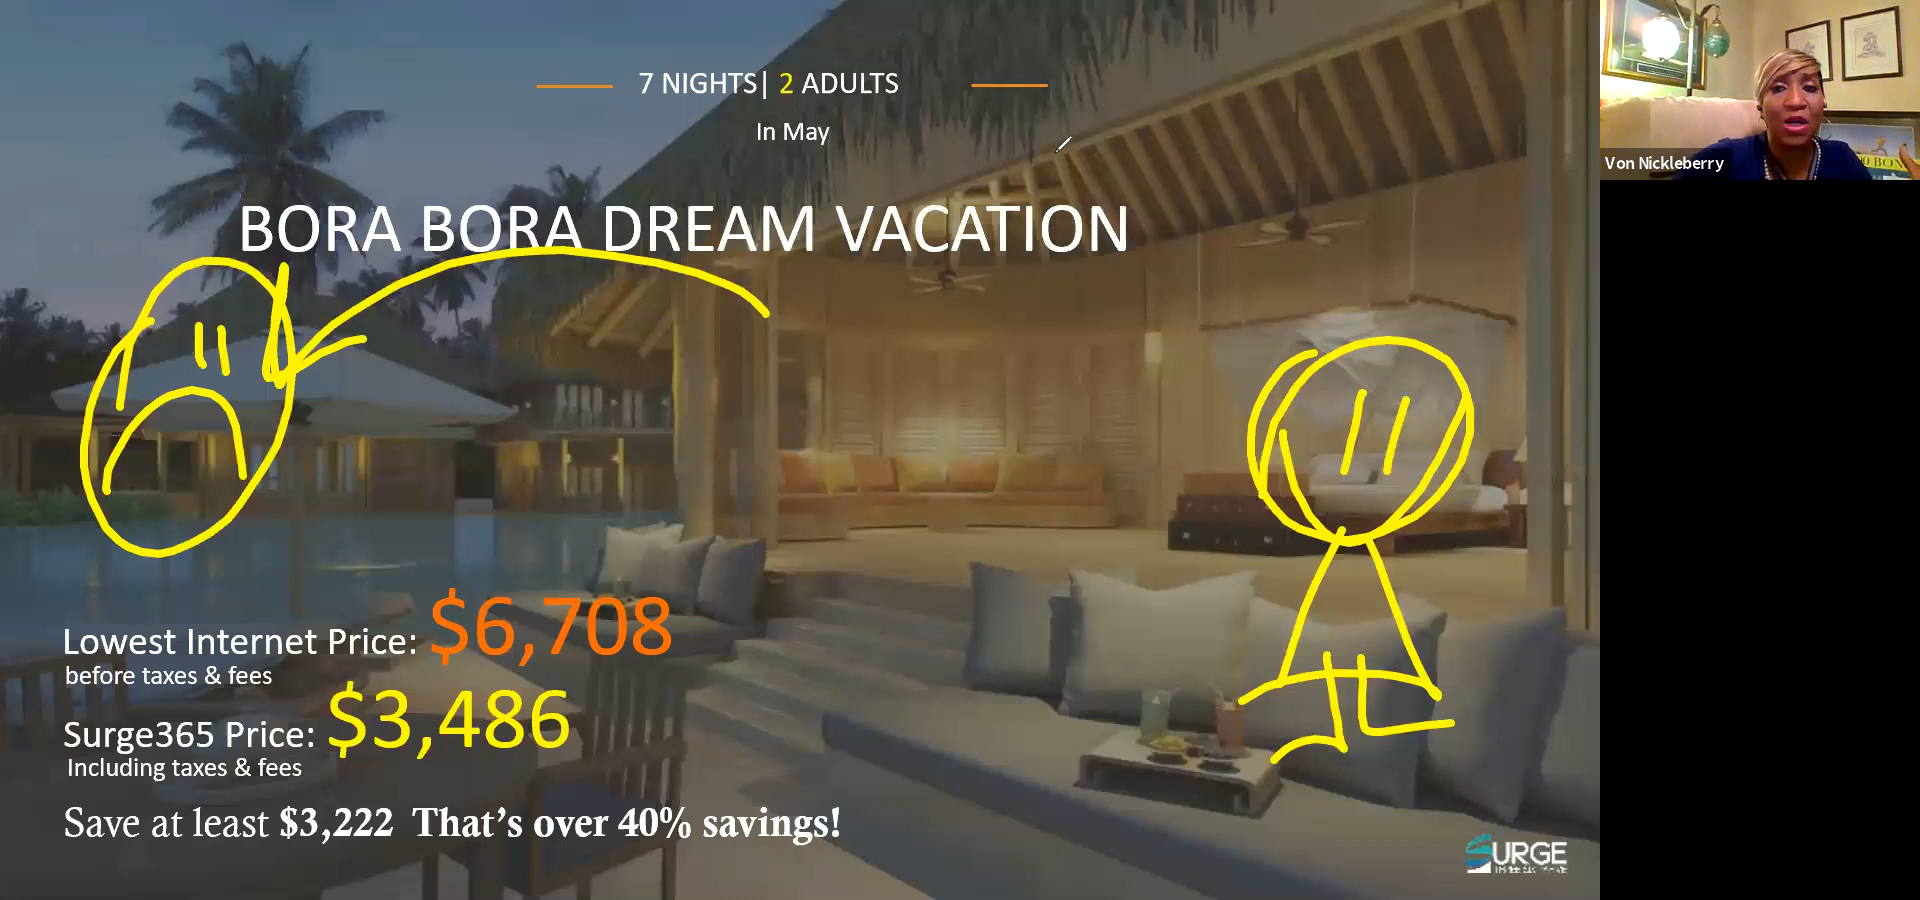 7 NIGHTS| 2 ADULTS
In May
BORA BORA DREAM VACATION
Lowest Internet Price: $6,708
before taxes & fees
Surge365 Price: $3,486
Including taxes & fees
Save at least $3,222 That's over 40% savings!
SURGE
Von Nickleberry